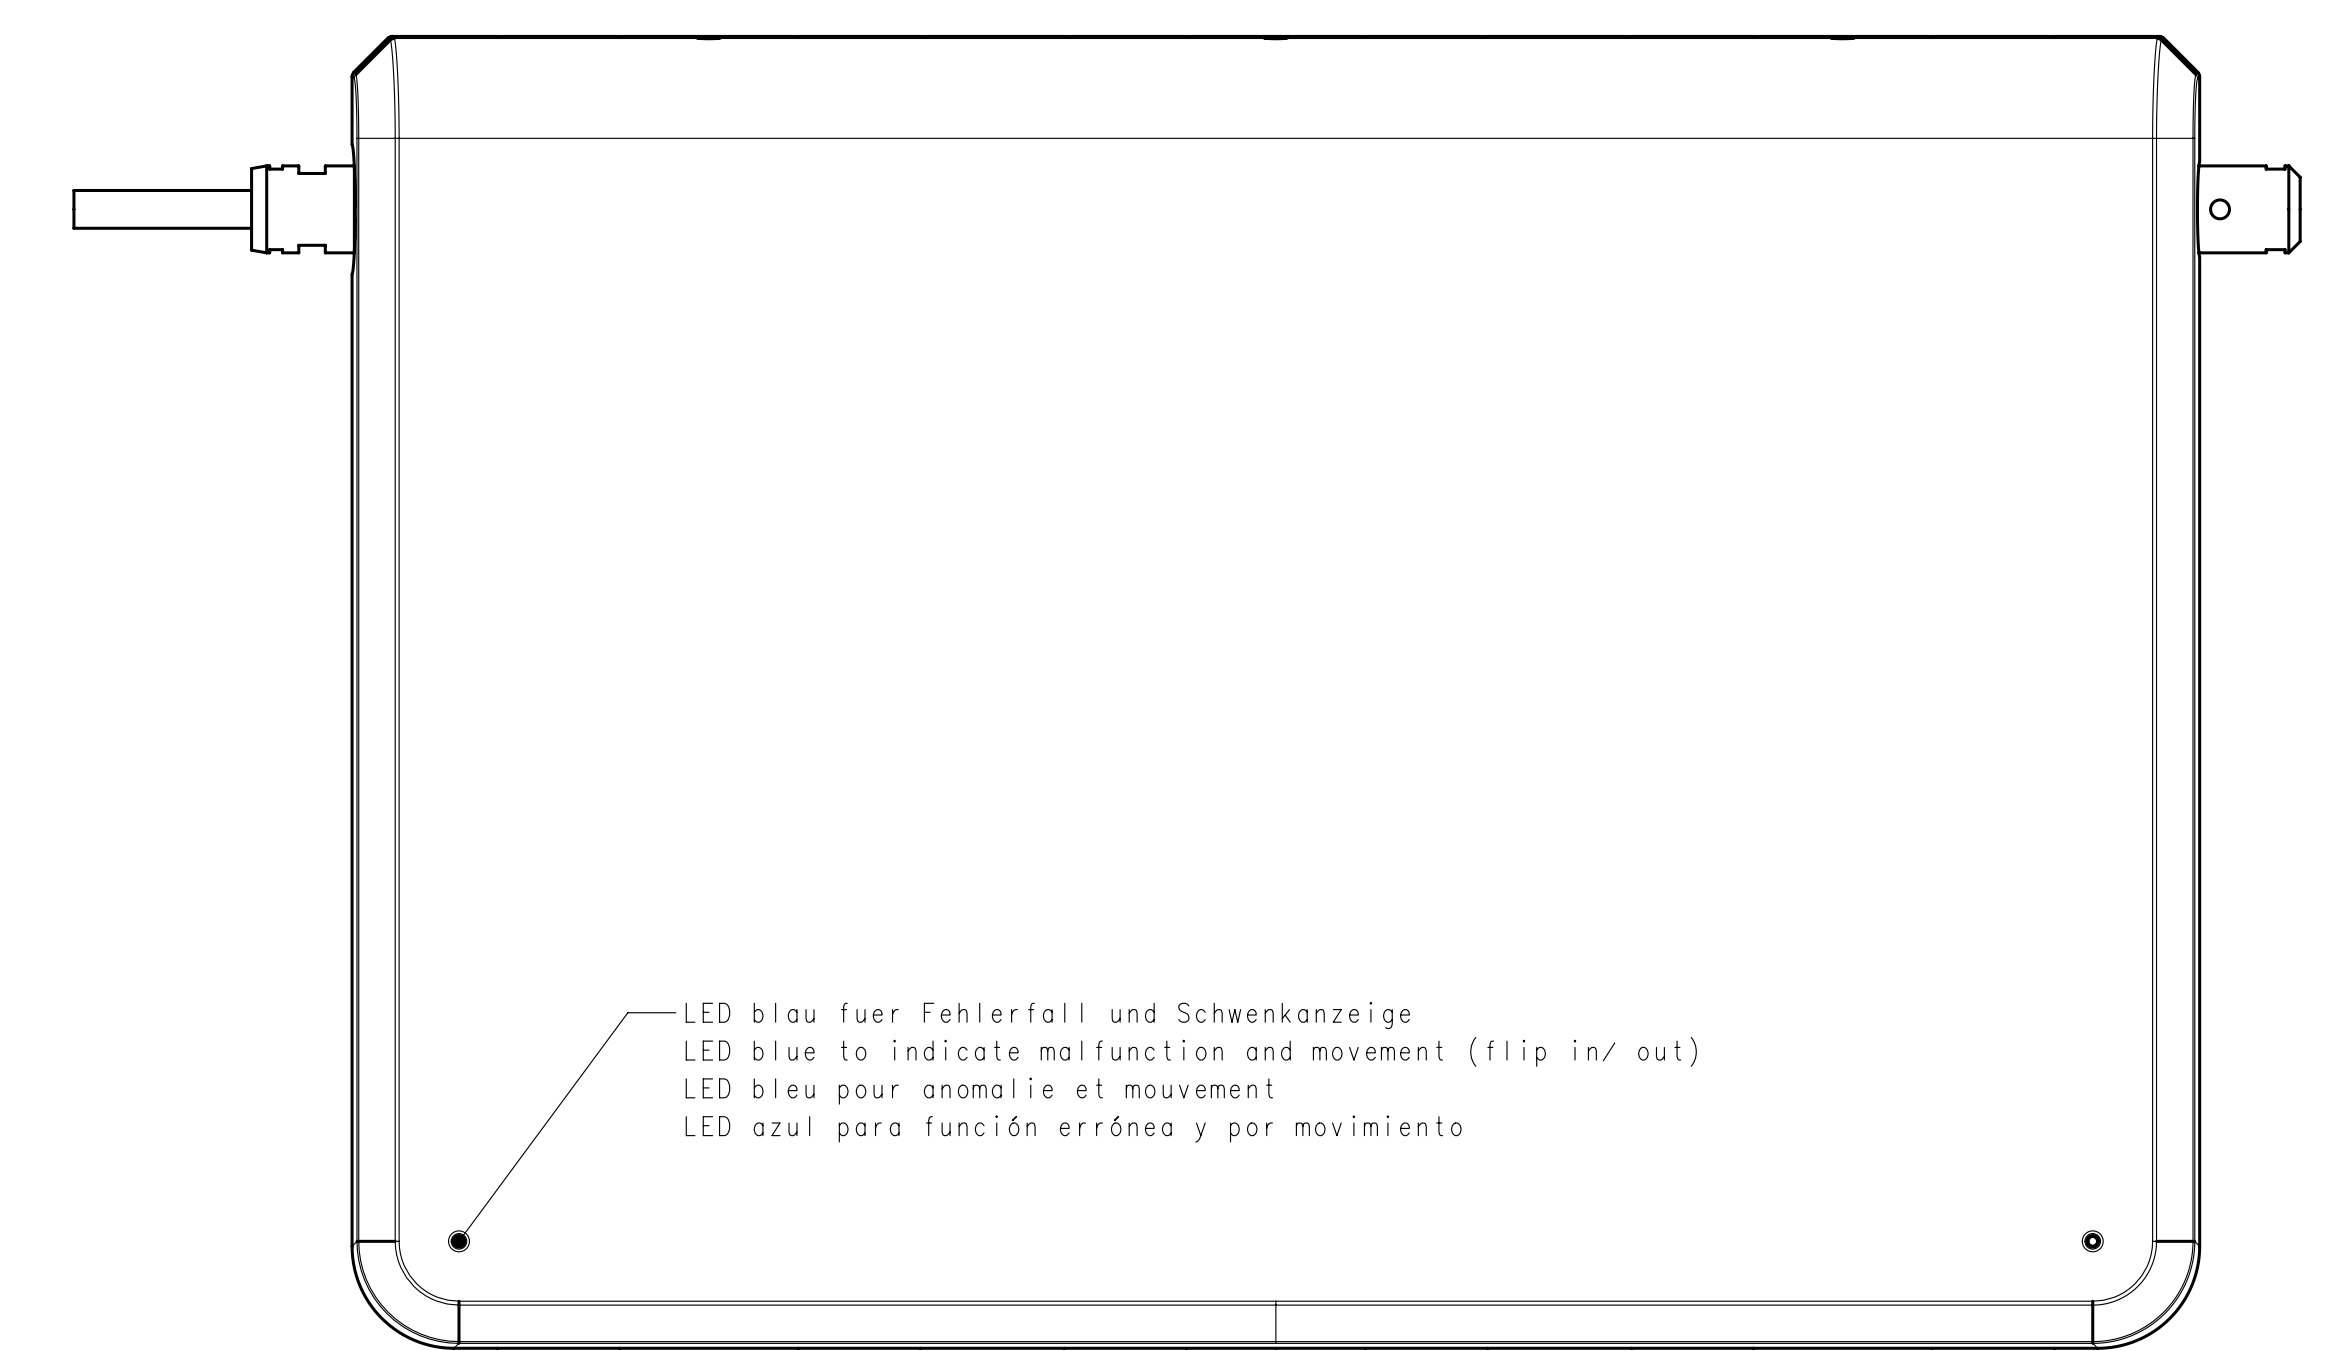 LED blau fuer Fehlerfall und Schwenkanzeige
LED blue to indicate malfunction and movement (flip in/ out)
LED bleu pour anomalie et mouvement
LED azul para función errónea y por movimiento